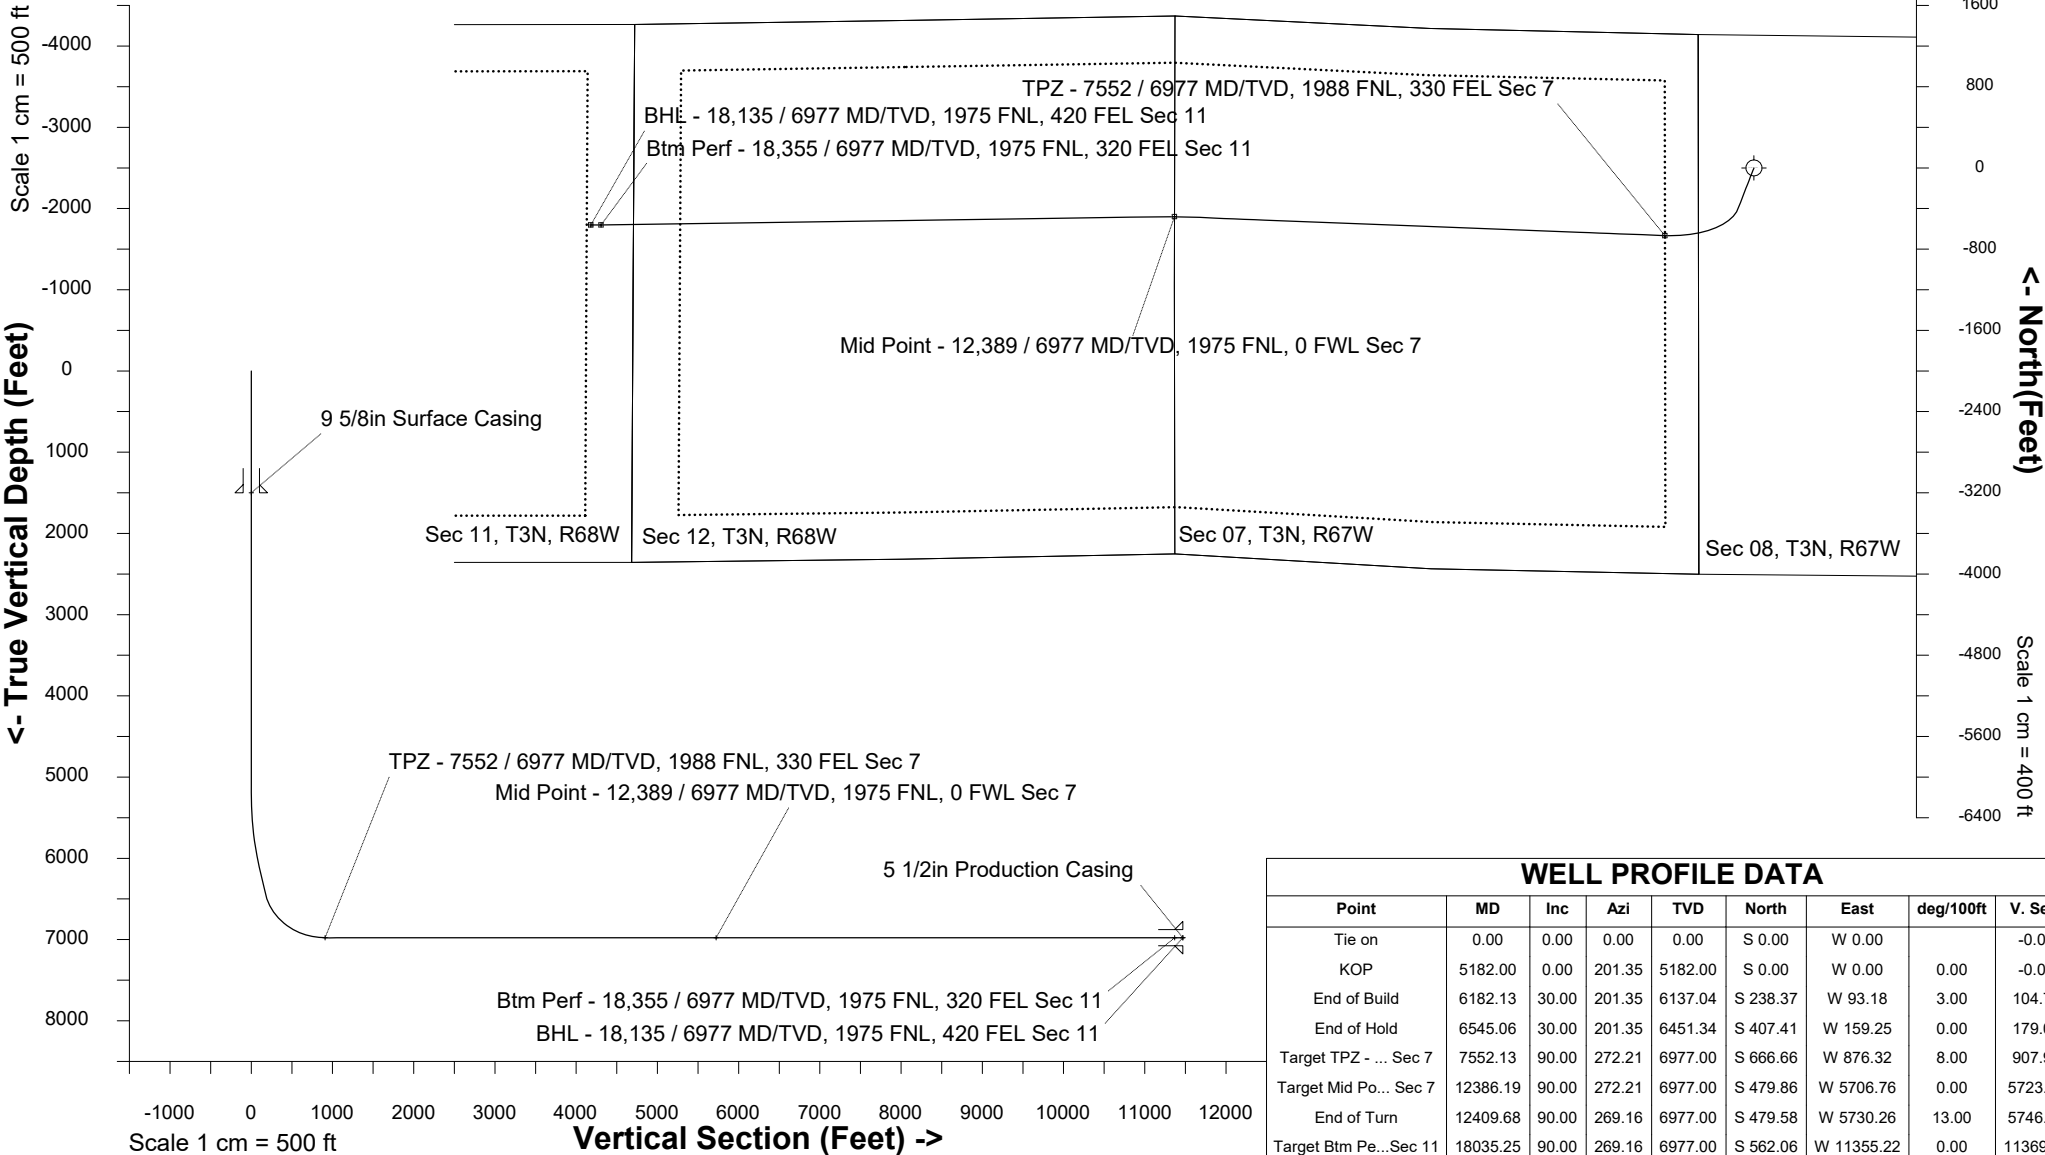 Scale 1 cm = 500 ft
<- True Vertical Depth (Feet)
-4000
-3000
-2000
-1000
0
1000
2000
3000
4000
5000
6000
7000
8000
TPZ - 7552 / 6977 MD/TVD, 1988 FNL, 330 FEL Sec 7
BHL - 18,135 / 6977 MD/TVD, 1975 FNL, 420 FEL Sec 11
Btm Perf - 18,355 / 6977 MD/TVD, 1975 FNL, 320 FEL Sec 11
Mid Point - 12,389 / 6977 MD/TVD, 1975 FNL, 0 FWL Sec 7
9 5/8in Surface Casing
Sec 11, T3N, R68W
Sec 12, T3N, R68W
Sec 07, T3N, R67W
Sec 08, T3N, R67W
1600
800
0
-800
-1600
-2400
-3200
-4000
-4800
-5600
-6400
<- North(Feet)
Scale 1 cm = 400 ft
TPZ - 7552 / 6977 MD/TVD, 1988 FNL, 330 FEL Sec 7
Mid Point - 12,389 / 6977 MD/TVD, 1975 FNL, 0 FWL Sec 7
5 1/2in Production Casing
Btm Perf - 18,355 / 6977 MD/TVD, 1975 FNL, 320 FEL Sec 11
BHL - 18,135 / 6977 MD/TVD, 1975 FNL, 420 FEL Sec 11
-1000 0 1000 2000 3000 4000 5000 6000 7000 8000 9000 10000 11000 12000
Scale 1 cm = 500 ft
Vertical Section (Feet) ->
WELL PROFILE DATA
Point MD Inc Azi TVD North East deg/100ft V. Se
Tie on 0.00 0.00 0.00 0.00 S 0.00 W 0.00 -0.0
KOP 5182.00 0.00 201.35 5182.00 S 0.00 W 0.00 0.00 -0.0
End of Build 6182.13 30.00 201.35 6137.04 S 238.37 W 93.18 3.00 104.
End of Hold 6545.06 30.00 201.35 6451.34 S 407.41 W 159.25 0.00 179.
Target TPZ - ... Sec 7 7552.13 90.00 272.21 6977.00 S 666.66 W 876.32 8.00 907.
Target Mid Po... Sec 7 12386.19 90.00 272.21 6977.00 S 479.86 W 5706.76 0.00 5723.
End of Turn 12409.68 90.00 269.16 6977.00 S 479.58 W 5730.26 13.00 5746.
Target Btm Pe...Sec 11 18035.25 90.00 269.16 6977.00 S 562.06 W 11355.22 0.00 11369